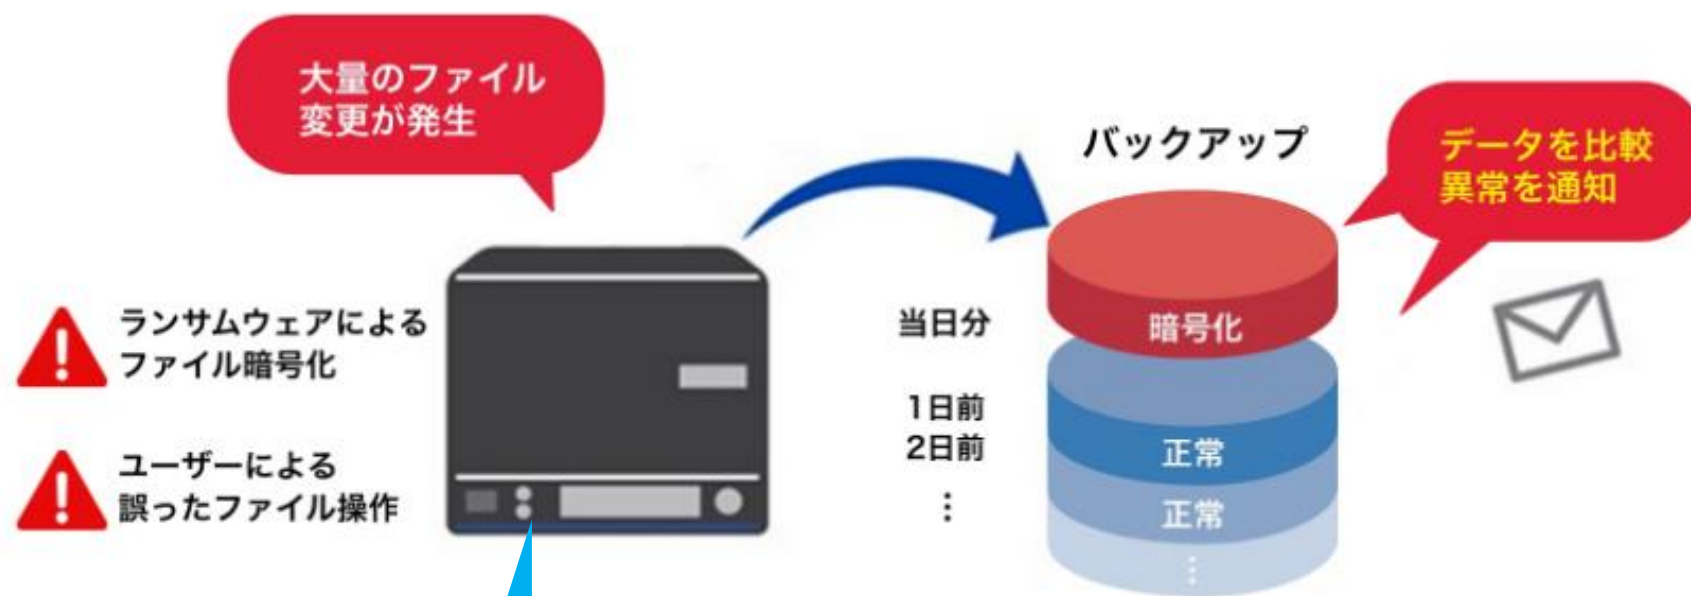 大量のファイル
変更が発生
バックアップ
データを比較
異常を通知
ランサムウェアによる
ファイル暗号化
ユーザーによる
誤ったファイル操作
当日分
暗号化
1日前
2日前
⋮
正常
正常
⋮